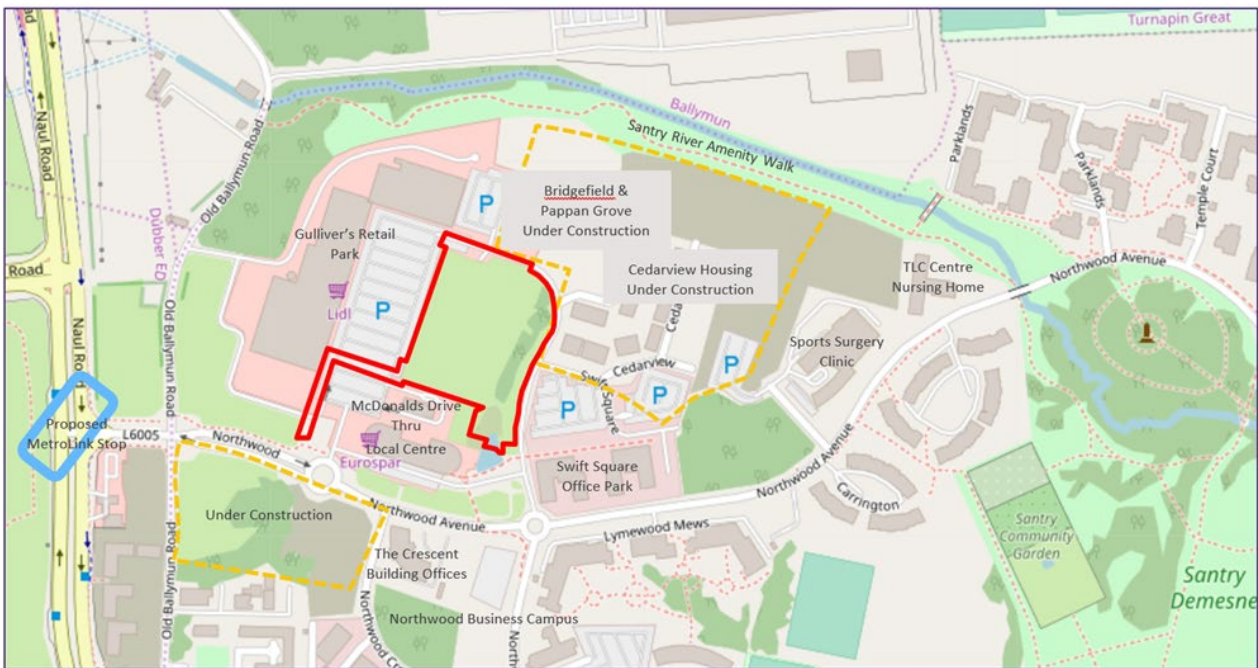 Turnapin Great
Naul Road
Old Ballymun Road
Ballymun
Santry River Amenity Walk
Parklands
Parklands
Temple Court
Bridgefield &
Pappan Grove
Under Construction
P
Gulliver's Retail
Park
Dubber ED
Cedarview Housing
Under Construction
TLC Centre
Nursing Home
Northwood Avenue
Road
Lidl
P
Naul Road
Old Ballymun Road
Sports Surgery
Clinic
Cedarview
Swift Square
P
P
P
Proposed
MetroLink Stop
L6005
Northwood
McDonalds Drive
Thru
Local Centre
Eurospar
Swift Square
Office Park
Northwood Avenue
Carrington
Under Construction
Northwood Avenue
Lymewood Mews
Santry
Community
Garden
Santry
Demesne
Old Ballymun Road
The Crescent
Building Offices
Northwood Business Campus